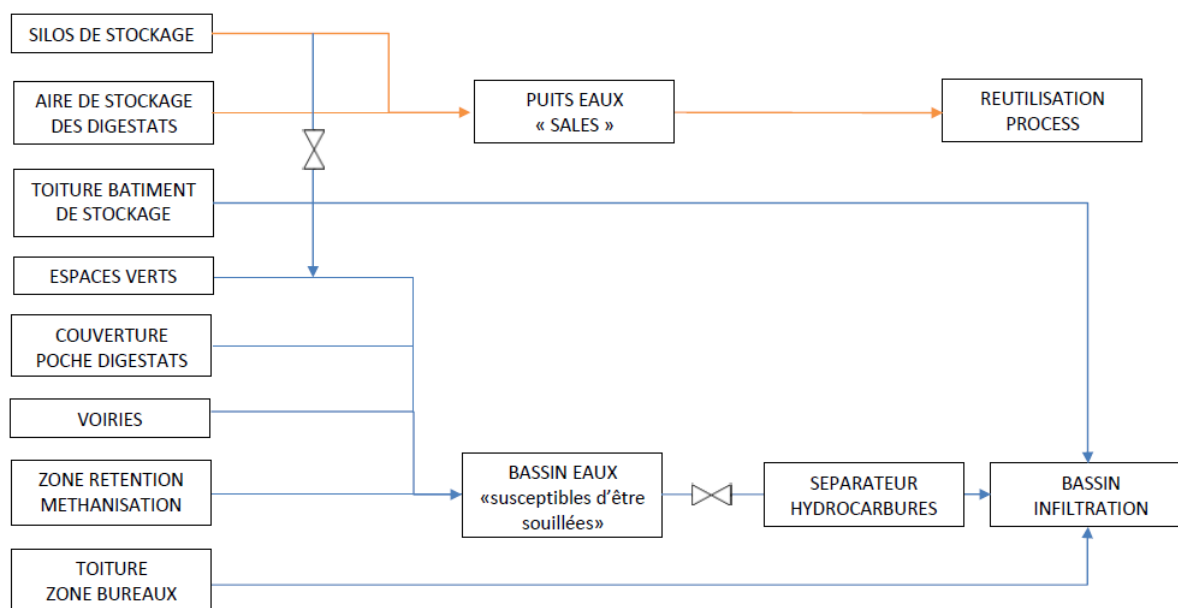 SILOS DE STOCKAGE
AIRE DE STOCKAGE
DES DIGESTATS
PUITS EAUX
« SALES »
REUTILISATION
PROCESS
TOITURE BATIMENT
DE STOCKAGE
ESPACES VERTS
COUVERTURE
POCHE DIGESTATS
VOIRIES
ZONE RETENTION
METHANISATION
BASSIN EAUX
«susceptibles d'être
souillées»
SEPARATEUR
HYDROCARBURES
BASSIN
INFILTRATION
TOITURE
ZONE BUREAUX